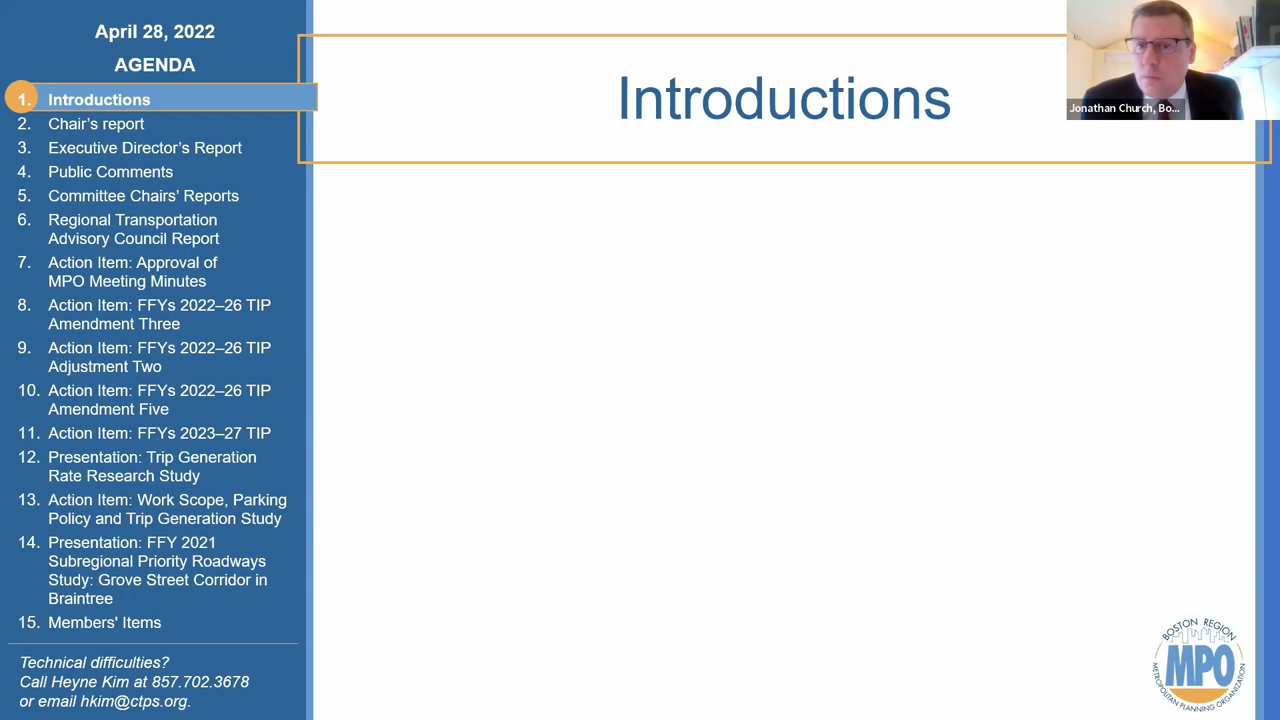 April 28, 2022
AGENDA
1. Introductions
2. Chair's report
3. Executive Director's Report
4. Public Comments
5. Committee Chairs' Reports
6. Regional Transportation
Advisory Council Report
7. Action Item: Approval of
MPO Meeting Minutes
8. Action Item: FFYs 2022–26 TIP
Amendment Three
9. Action Item: FFYs 2022–26 TIP
Adjustment Two
10. Action Item: FFYs 2022–26 TIP
Amendment Five
11. Action Item: FFYs 2023–27 TIP
12. Presentation: Trip Generation
Rate Research Study
13. Action Item: Work Scope, Parking
Policy and Trip Generation Study
14. Presentation: FFY 2021
Subregional Priority Roadways
Study: Grove Street Corridor in
Braintree
15. Members' Items
Technical difficulties?
Call Heyne Kim at 857.702.3678
or email hkim@ctps.org.
Introductions
Jonathan Church, Bo...
BOSTON REGION
MPO
METROPOLITAN PLANNING ORGANIZATION